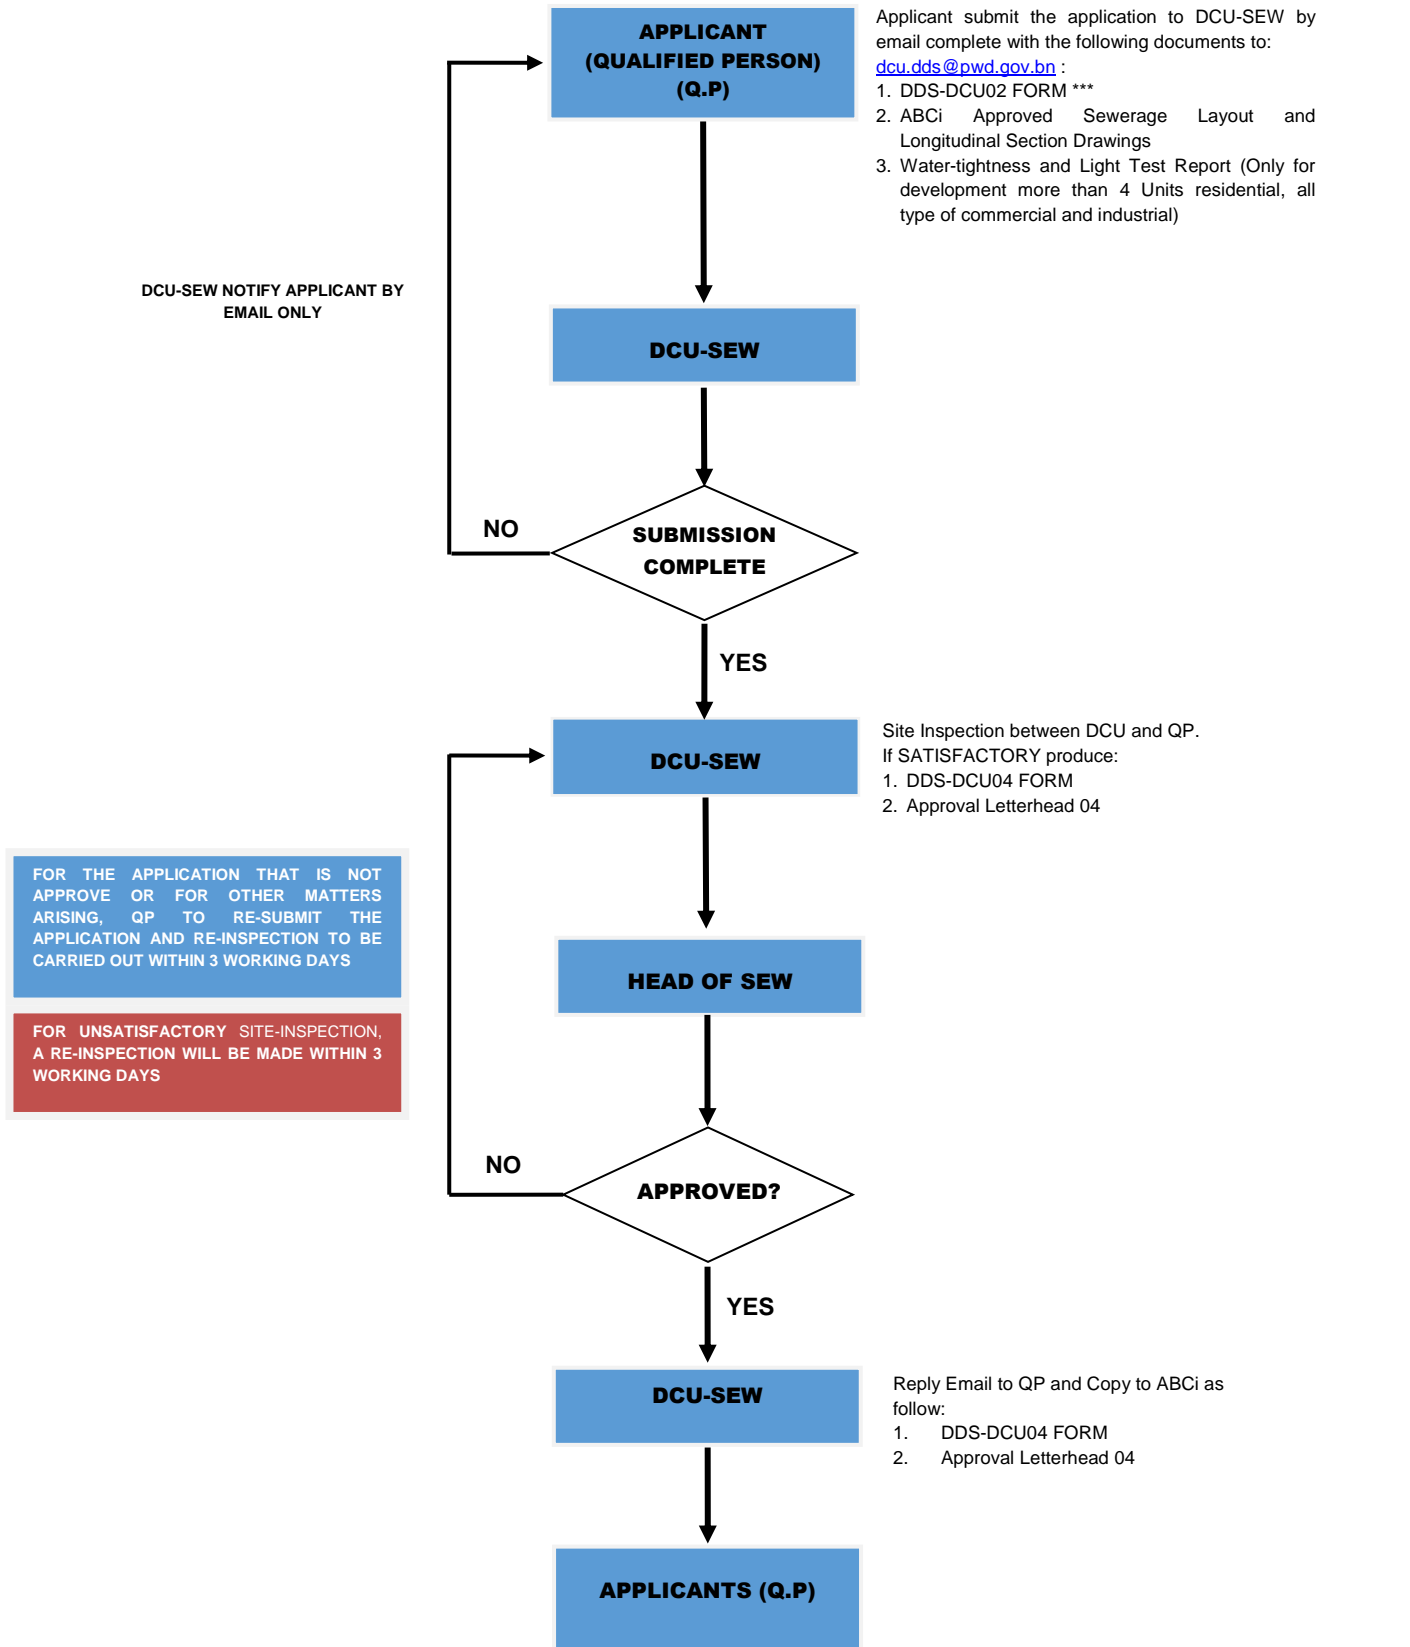 APPLICANT
(QUALIFIED PERSON)
(Q.P)
Applicant submit the application to DCU-SEW by
email complete with the following documents to:
dcu.dds@pwd.gov.bn :
1. DDS-DCU02 FORM ***
2. ABCi Approved Sewerage Layout and
Longitudinal Section Drawings
3. Water-tightness and Light Test Report (Only for
development more than 4 Units residential, all
type of commercial and industrial)
DCU-SEW NOTIFY APPLICANT BY
EMAIL ONLY
DCU-SEW
NO
SUBMISSION
COMPLETE
YES
DCU-SEW
Site Inspection between DCU and QP.
If SATISFACTORY produce:
1. DDS-DCU04 FORM
2. Approval Letterhead 04
FOR THE APPLICATION THAT IS NOT
APPROVE OR FOR OTHER MATTERS
ARISING, QP TO RE-SUBMIT THE
APPLICATION AND RE-INSPECTION TO BE
CARRIED OUT WITHIN 3 WORKING DAYS
HEAD OF SEW
FOR UNSATISFACTORY SITE-INSPECTION,
A RE-INSPECTION WILL BE MADE WITHIN 3
WORKING DAYS
NO
APPROVED?
YES
DCU-SEW
Reply Email to QP and Copy to ABCi as
follow:
1. DDS-DCU04 FORM
2. Approval Letterhead 04
APPLICANTS (Q.P)